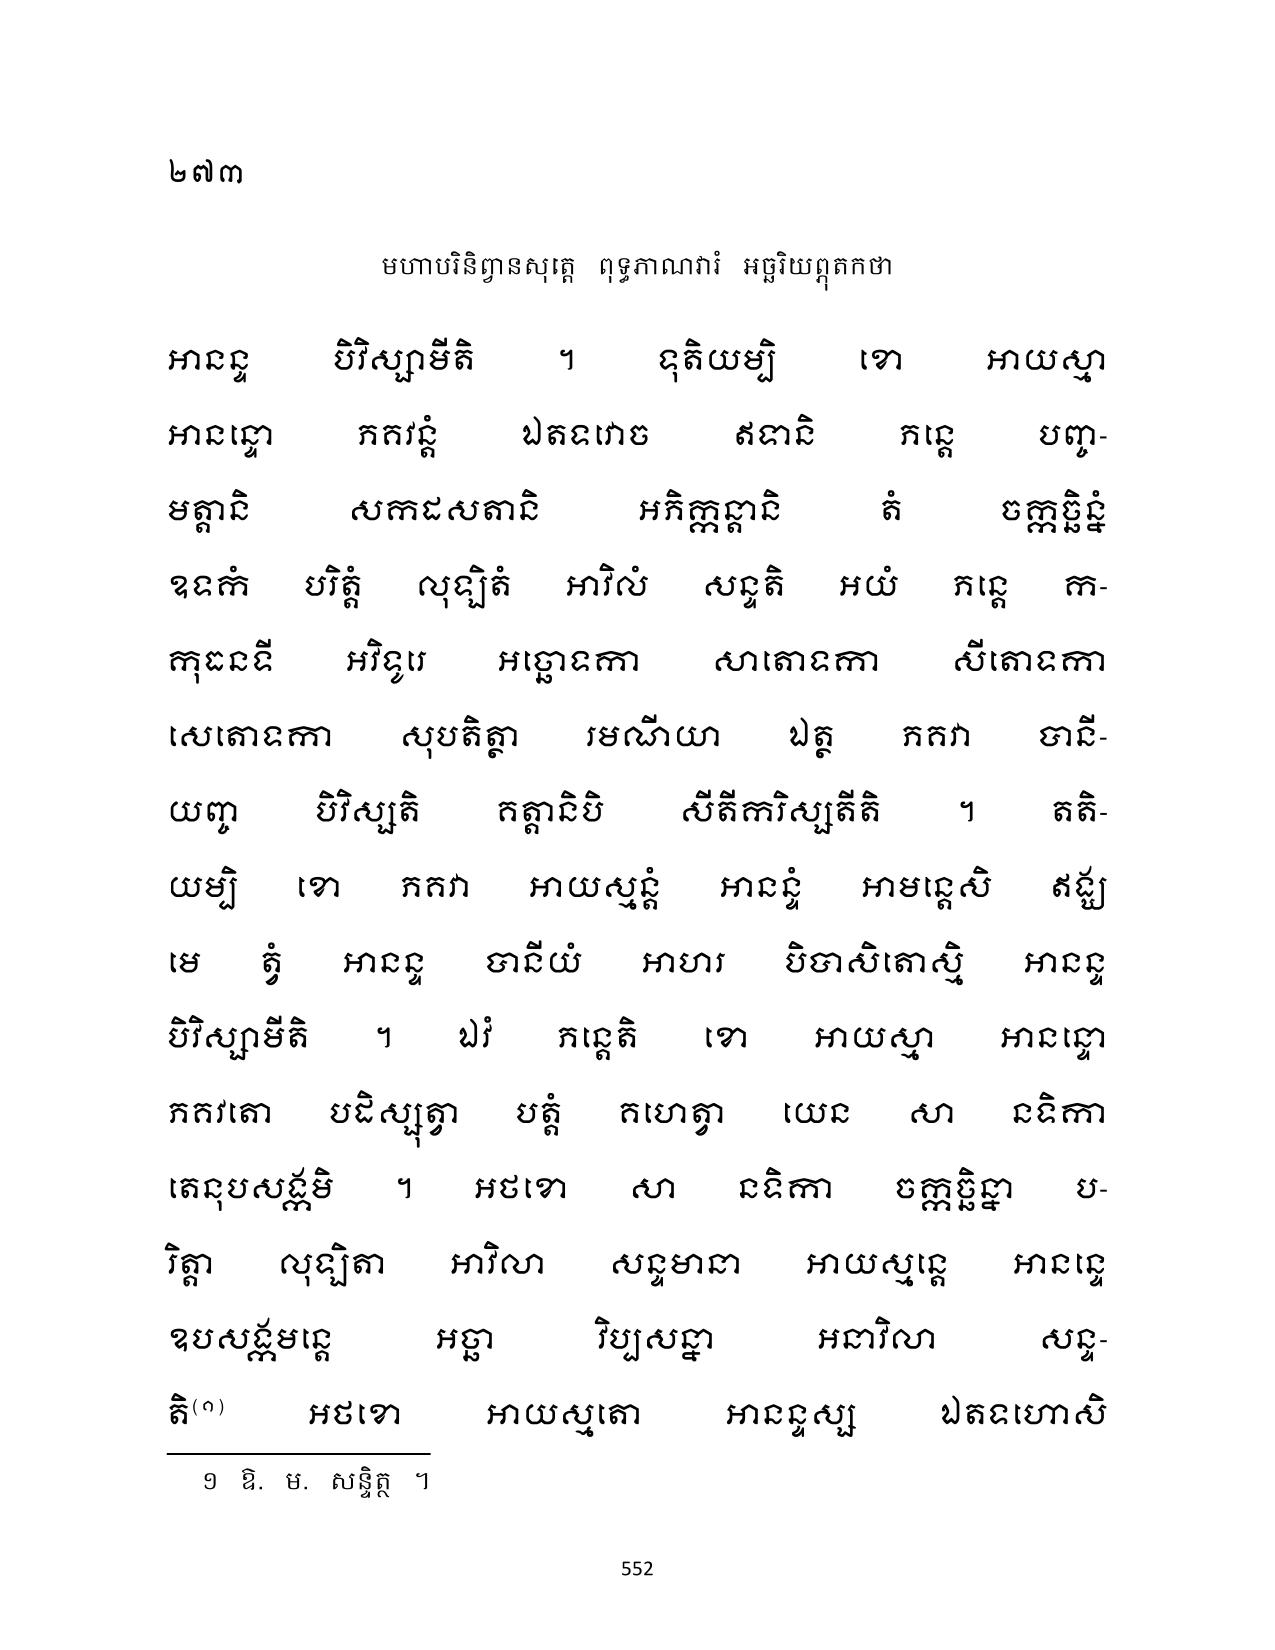 ២៧៣
មហាបរិនិព្វានសុត្តេ ពុទ្ធភាណវារំ អច្ឆរិយព្ភុតកថា
អានន្ទ បិវិស្សាមីតិ ។ ទុតិយម្បិ ខោ អាយស្មា
អានន្ទោ ភគវន្តំ ឯតទវោច ឥទានិ ភន្តេ បញ្ច-
មត្តានិ សកដសតានិ អភិក្កន្តានិ តំ ចក្កច្ឆិន្នំ
ឧទកំ បរិត្តំ លុឡិតំ អាវិលំ សន្ទតិ អយំ ភន្តេ ក-
កុធនទី អវិទូរេ អច្ឆោទកា សាតោទកា សីតោទកា
សេតោទកា សុបតិត្ថា រមណីយា ឯត្ថ ភគវា បានី-
យញ្ច បិវិស្សតិ គត្តានិបិ សីតីករិស្សតីតិ ។ តតិ-
យម្បិ ខោ ភគវា អាយស្មន្តំ អានន្ទំ អាមន្តេសិ ឥង្ឃ
មេ ត្វំ អានន្ទ បានីយំ អាហរ បិបាសិតោស្មិ អានន្ទ
បិវិស្សាមីតិ ។ ឯវំ ភន្តេតិ ខោ អាយស្មា អានន្ទោ
ភគវតោ បដិស្សុត្វា បត្តំ គហេត្វា យេន សា នទិកា
តេនុបសង្កមិ ។ អថខោ សា នទិកា ចក្កច្ឆិន្នា ប-
រិត្តា លុឡិតា អាវិលា សន្ទមានា អាយស្មន្តេ អានន្ទេ
ឧបសង្កមន្តេ អច្ឆា វិប្បសន្នា អនាវិលា សន្ទ-
តិ(១) អថខោ អាយស្មតោ អានន្ទស្ស ឯតទហោសិ
១ ឱ. ម. សន្ទិត្ថ ។
552